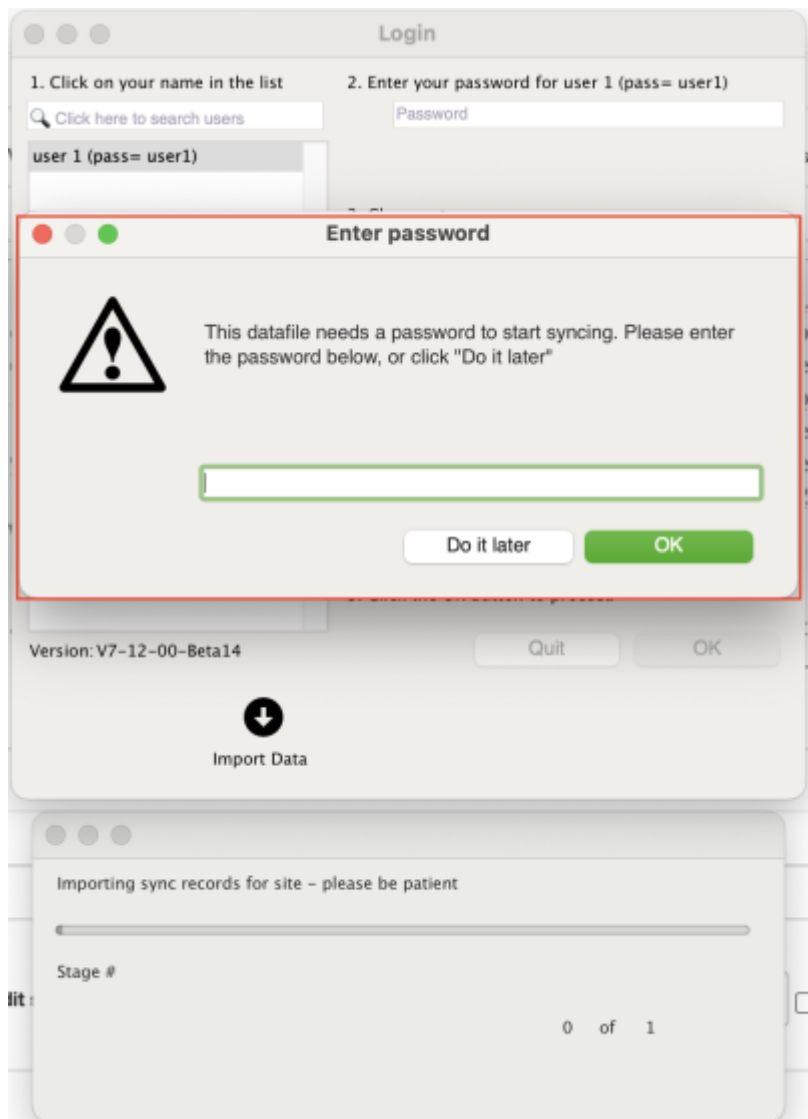 Login
1. Click on your name in the list
2. Enter your password for user 1 (pass= user1)
Click here to search users
Password
user 1 (pass= user1)
Enter password
This datafile needs a password to start syncing. Please enter
the password below, or click "Do it later"
Do it later
OK
Version: V7-12-00-Beta14
Quit
OK
Import Data
Importing sync records for site – please be patient
Stage #
dit
0 of 1